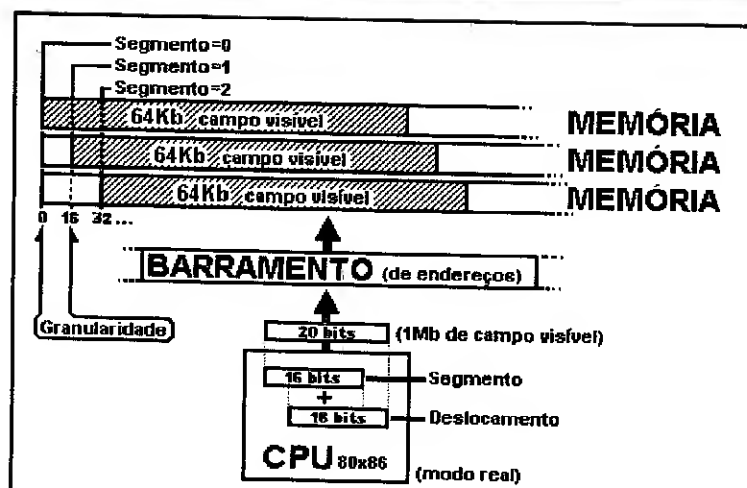 Segmento=0
Segmento=1
Segmento=2
64Kb campo visível MEMÓRIA
64Kb campo visível MEMÓRIA
64Kb campo visível MEMÓRIA
0 16 32 ...
BARRAMENTO (de endereços)
Granularidade
20 bits (1Mb de campo visível)
16 bits Segmento
+
16 bits Deslocamento
CPU 80x86
(modo real)